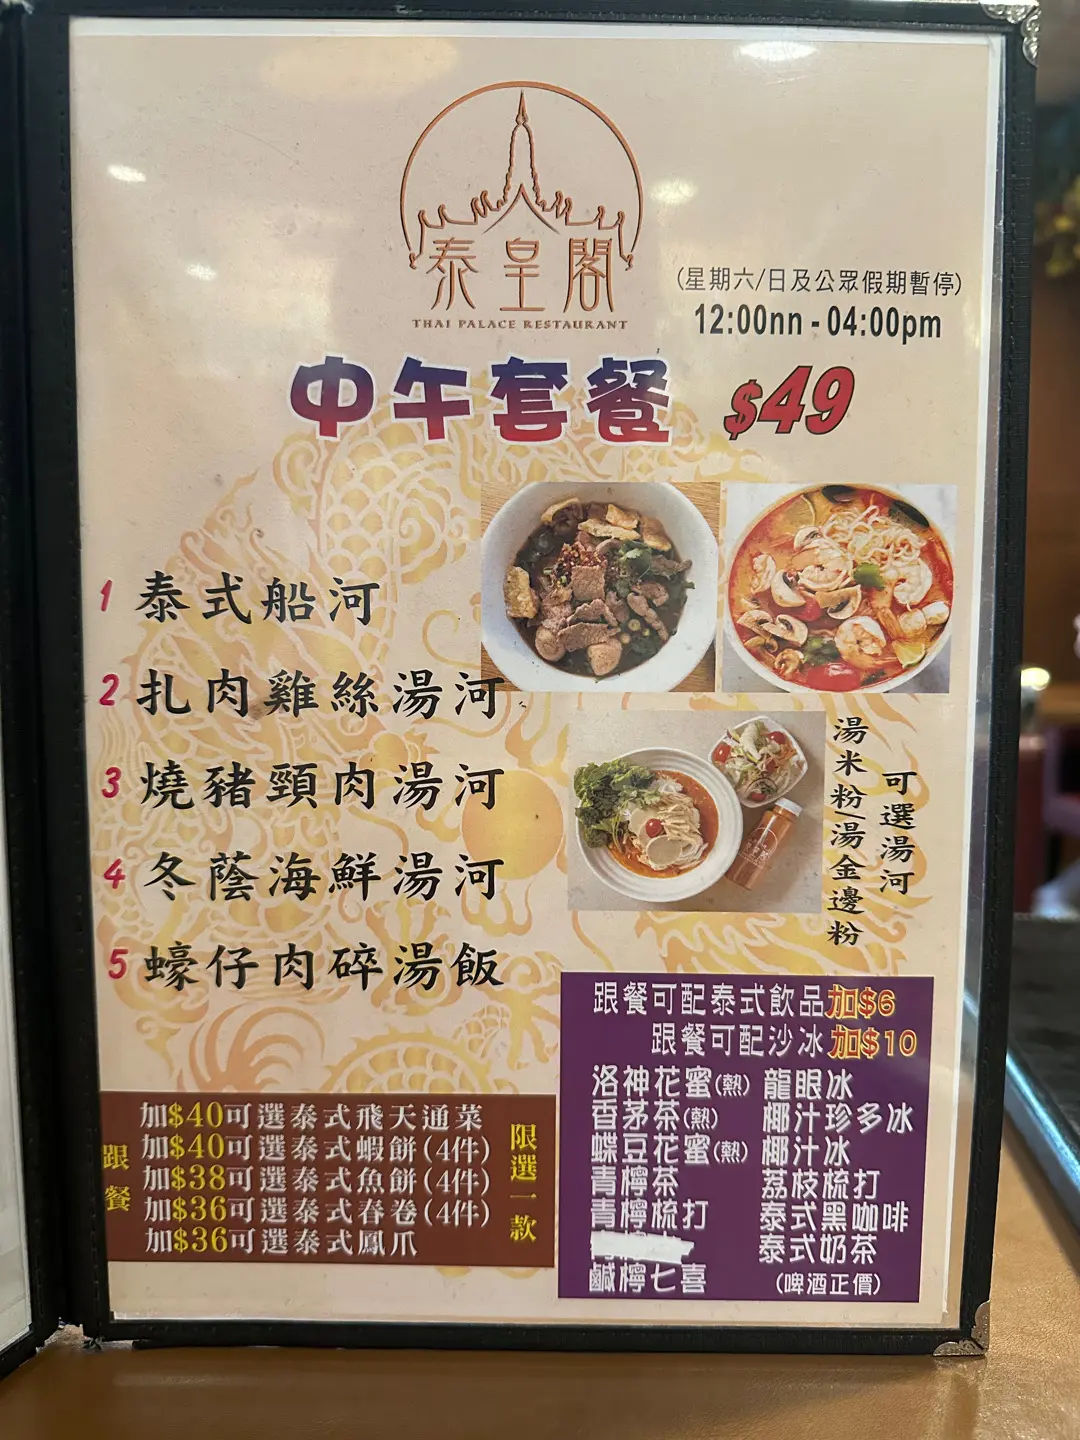 泰皇閣
THAI PALACE RESTAURANT
(星期六/日及公眾假期暫停)
12:00nn - 04:00pm
中午套餐 $49
1 泰式船河
2 扎肉雞絲湯河
3 燒豬頸肉湯河
4 冬蔭海鮮湯河
5 蠔仔肉碎湯飯
可選湯河
湯米粉/湯金邊粉
跟餐
加$40可選泰式飛天通菜
加$40可選泰式蝦餅(4件)
加$38可選泰式魚餅(4件)
加$36可選泰式春卷(4件)
加$36可選泰式鳳爪
限選一款
跟餐可配泰式飲品加$6
跟餐可配沙冰加$10
洛神花蜜(熱)
香茅茶(熱)
蝶豆花蜜(熱)
青檸茶
青檸梳打
鹹檸七喜
龍眼冰
椰汁珍多冰
椰汁冰
荔枝梳打
泰式黑咖啡
泰式奶茶
(啤酒正價)